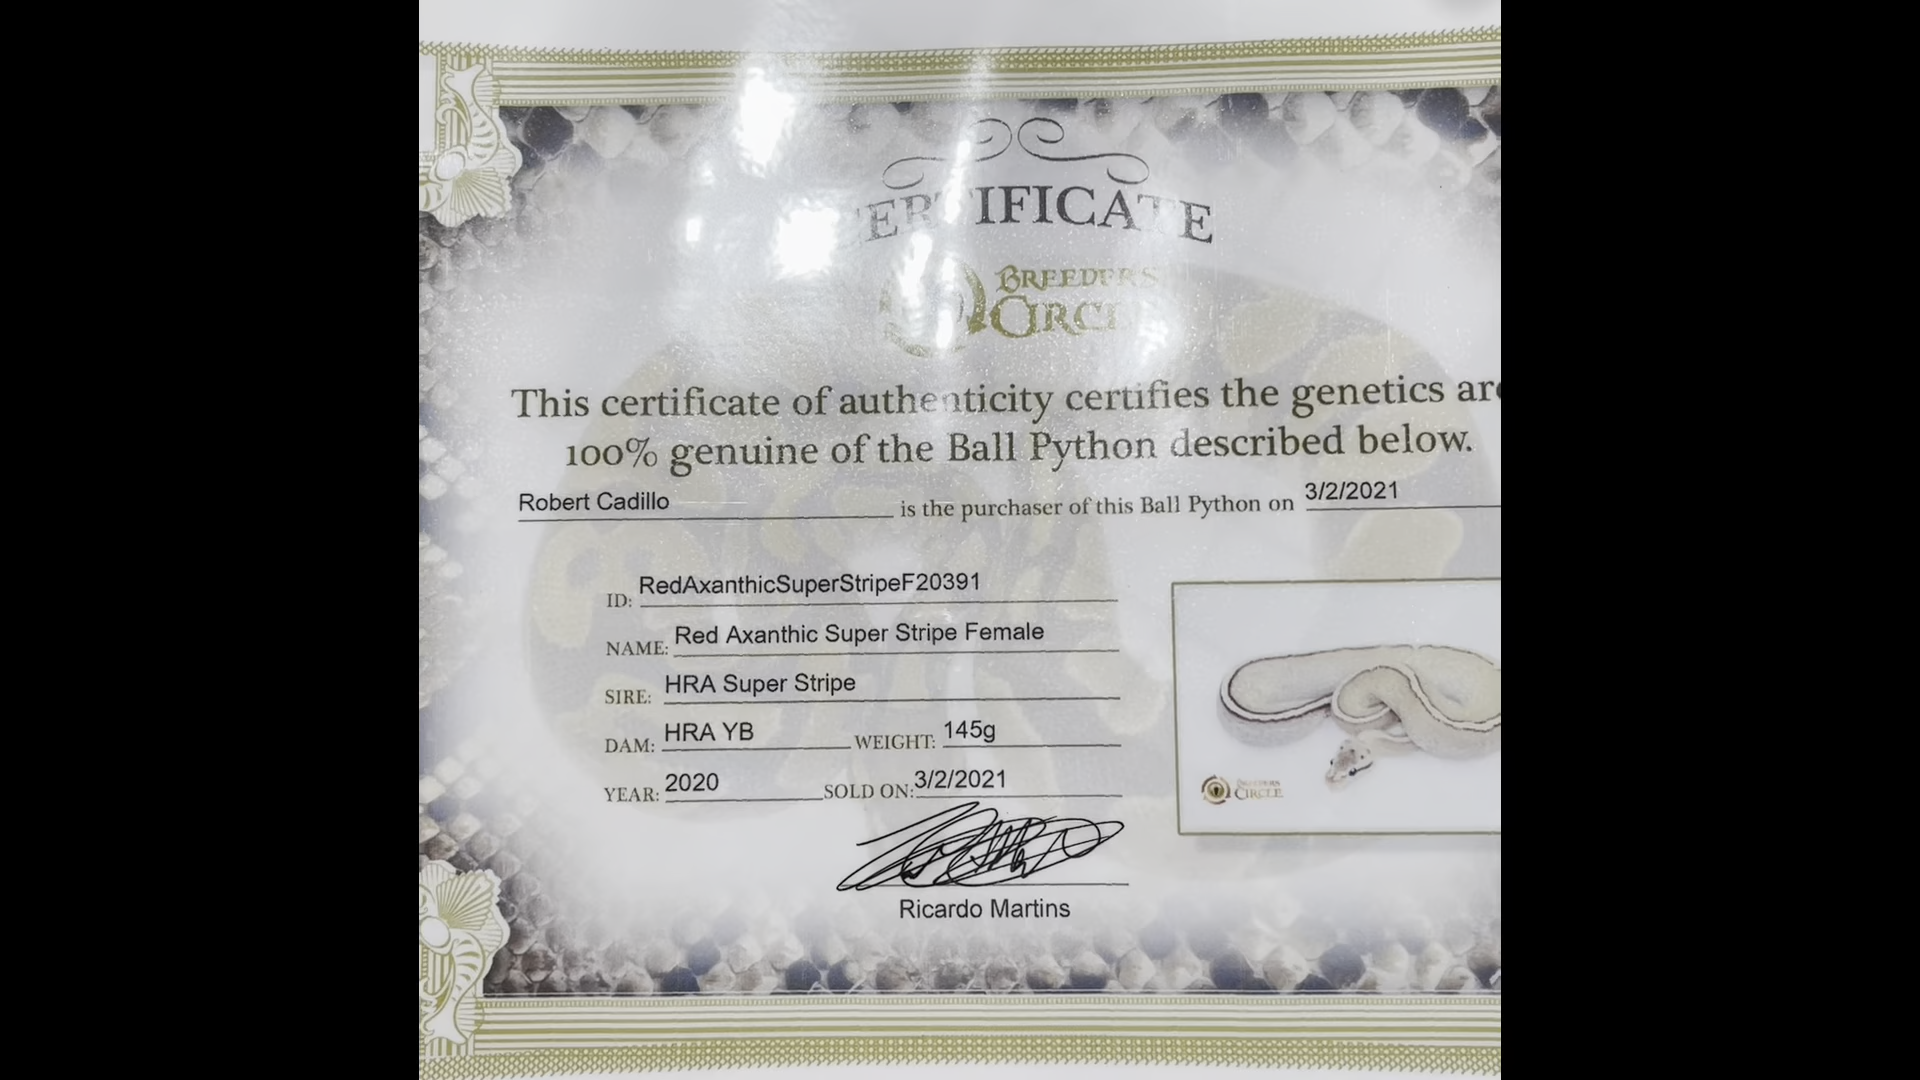 CERTIFICATE
BREEDERS
CIRCLE
This certificate of authenticity certifies the genetics are
100% genuine of the Ball Python described below.
Robert Cadillo is the purchaser of this Ball Python on 3/2/2021
ID: RedAxanthicSuperStripeF20391
NAME: Red Axanthic Super Stripe Female
SIRE: HRA Super Stripe
DAM: HRA YB WEIGHT: 145g
YEAR: 2020 SOLD ON: 3/2/2021
Ricardo Martins
BREEDERS
CIRCLE